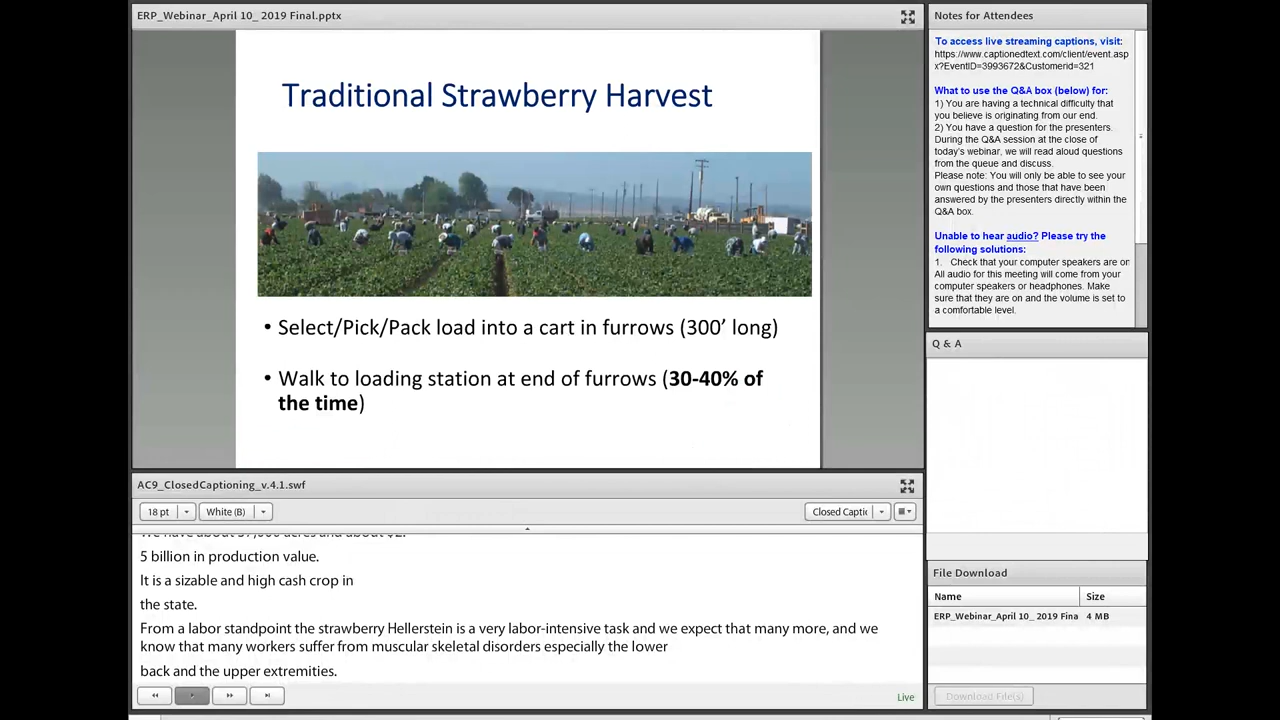 ERP_Webinar_April 10_ 2019 Final.pptx
Traditional Strawberry Harvest
• Select/Pick/Pack load into a cart in furrows (300’ long)
• Walk to loading station at end of furrows (30-40% of
the time)
AC9_ClosedCaptioning_v.4.1.swf
18 pt
White (B)
Closed Captic
5 billion in production value.
It is a sizable and high cash crop in
the state.
From a labor standpoint the strawberry Hellerstein is a very labor-intensive task and we expect that many more, and we
know that many workers suffer from muscular skeletal disorders especially the lower
back and the upper extremities.
Live
Notes for Attendees
To access live streaming captions, visit:
https://www.captionedtext.com/client/event.asp
x?EventID=3993672&Customerid=321
What to use the Q&A box (below) for:
1) You are having a technical difficulty that
you believe is originating from our end.
2) You have a question for the presenters.
During the Q&A session at the close of
today’s webinar, we will read aloud questions
from the queue and discuss.
Please note: You will only be able to see your
own questions and those that have been
answered by the presenters directly within the
Q&A box.
Unable to hear audio? Please try the
following solutions:
1. Check that your computer speakers are on
All audio for this meeting will come from your
computer speakers or headphones. Make
sure that they are on and the volume is set to
a comfortable level.
Q & A
File Download
Name Size
ERP_Webinar_April 10_ 2019 Fina 4 MB
Download File(s)